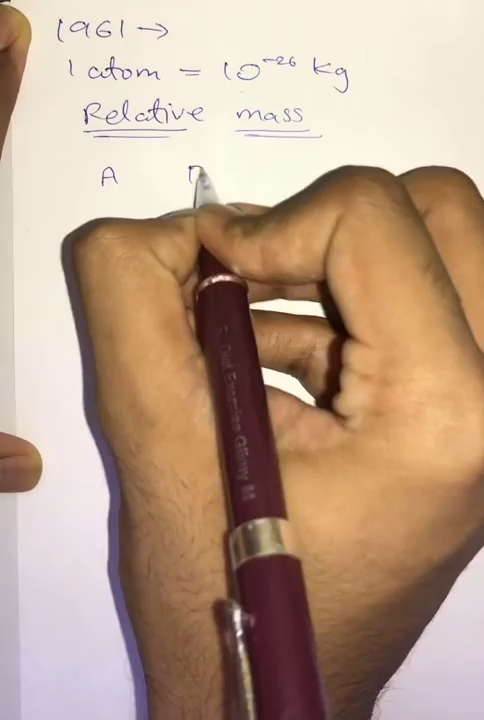 1961 →
1 atom = 10⁻²⁶ kg
Relative mass
A